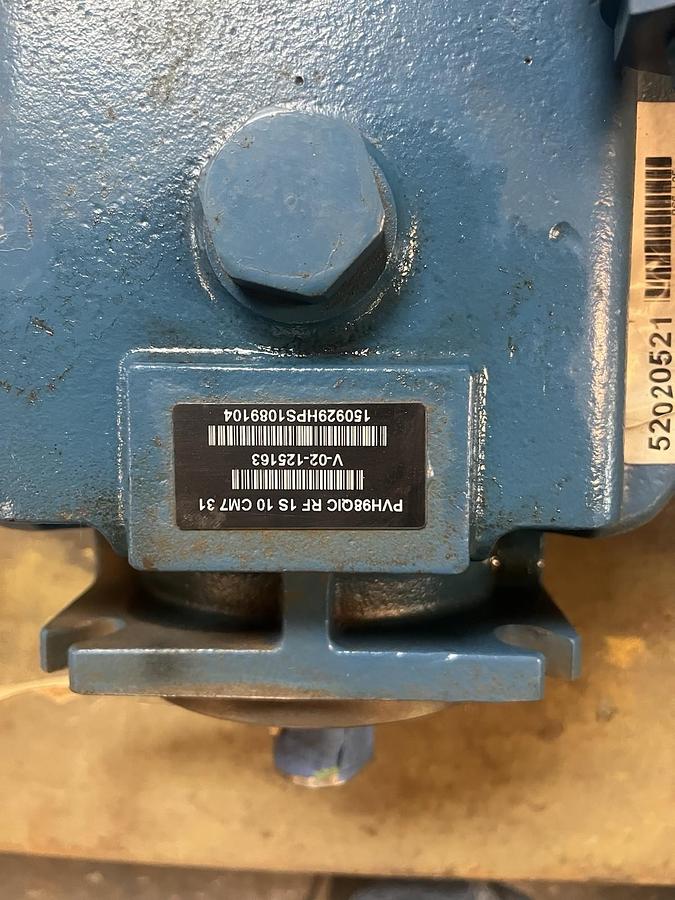 PVH98QIC RF 1S 10 CM7 31
V-02-125163
150929HPS1089104
52020521